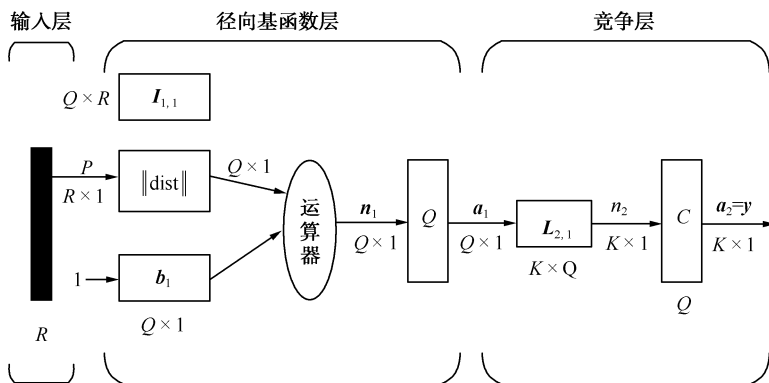 输入层
径向基函数层
竞争层
Q × R
I1, 1
P
R × 1
‖dist‖
Q × 1
运算器
n1
Q × 1
Q
a1
Q × 1
L2, 1
K × Q
n2
K × 1
C
Q
a2=y
K × 1
1
b1
Q × 1
R